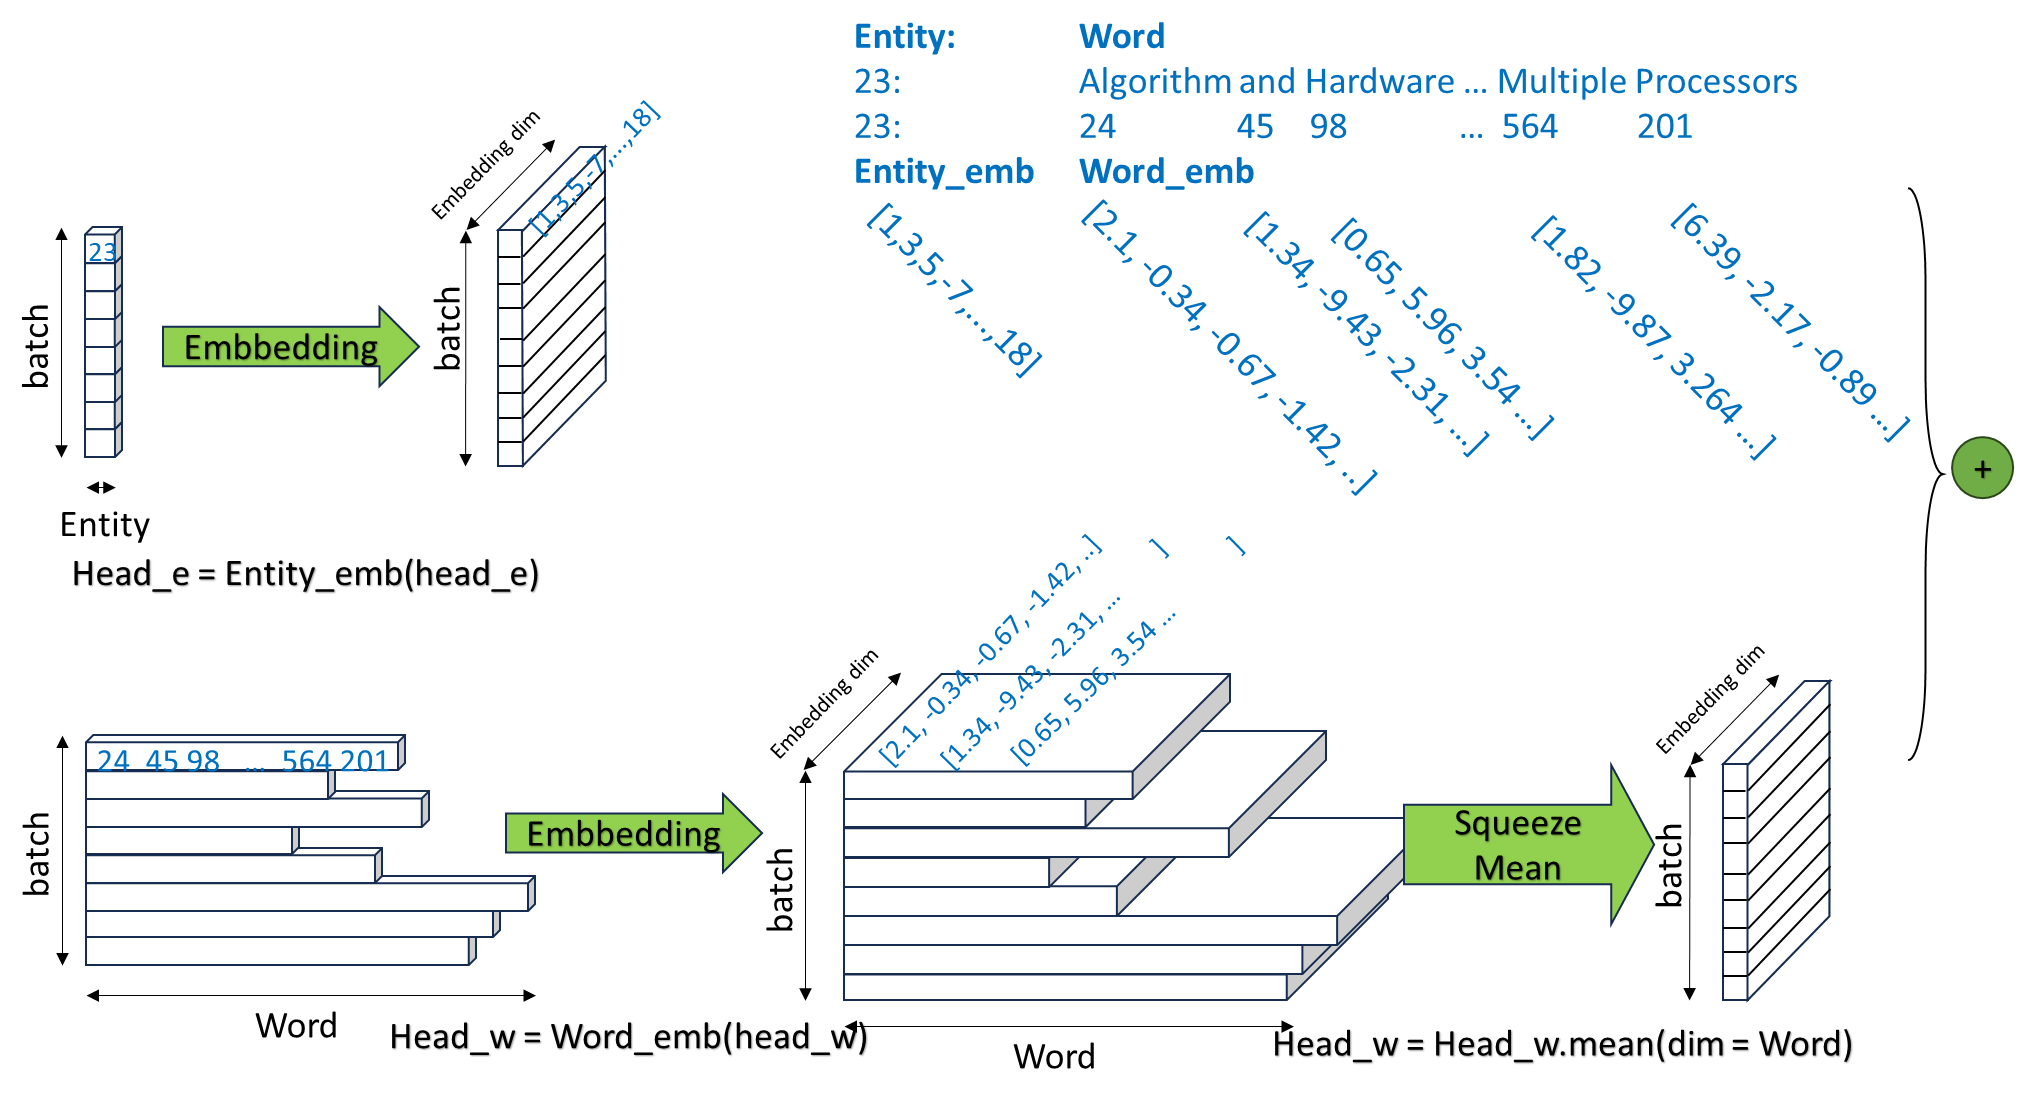 Entity: Word
23: Algorithm and Hardware ... Multiple Processors
23: 24 45 98 ... 564 201
Entity_emb Word_emb
[1,3,5,-7,...,18]
[2.1, -0.34, -0.67, -1.42, ..]
[1.34, -9.43, -2.31, ...]
[0.65, 5.96, 3.54 ...]
[1.82, -9.87, 3.264 ...]
[6.39, -2.17, -0.89 ...]
+
Embedding dim
[1,3,5,-7,...,18]
23
batch
Embbedding
batch
Entity
Head_e = Entity_emb(head_e)
[2.1, -0.34, -0.67, -1.42, ..]
[1.34, -9.43, -2.31, ... ]
[0.65, 5.96, 3.54 ... ]
Embedding dim
Embedding dim
24 45 98 ... 564 201
batch
Embbedding
batch
Squeeze
Mean
batch
Word
Head_w = Word_emb(head_w)
Word
Head_w = Head_w.mean(dim = Word)